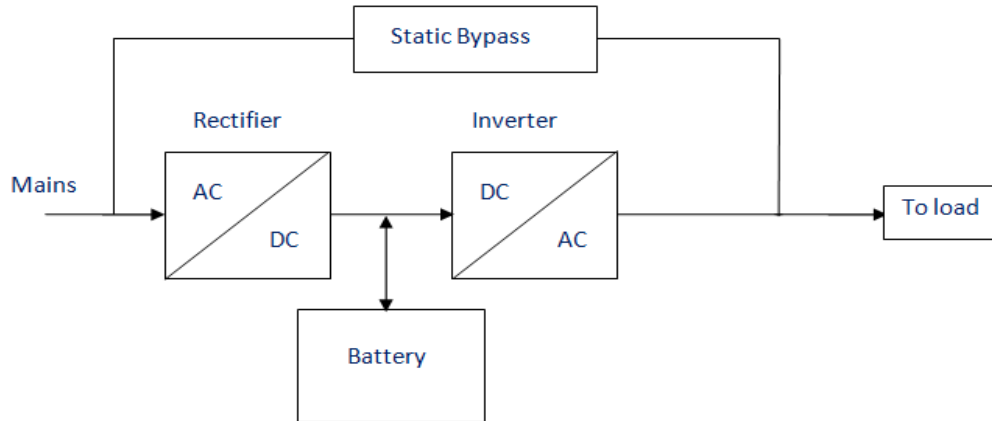 Static Bypass
Rectifier
Inverter
Mains
AC
DC
DC
AC
To load
Battery